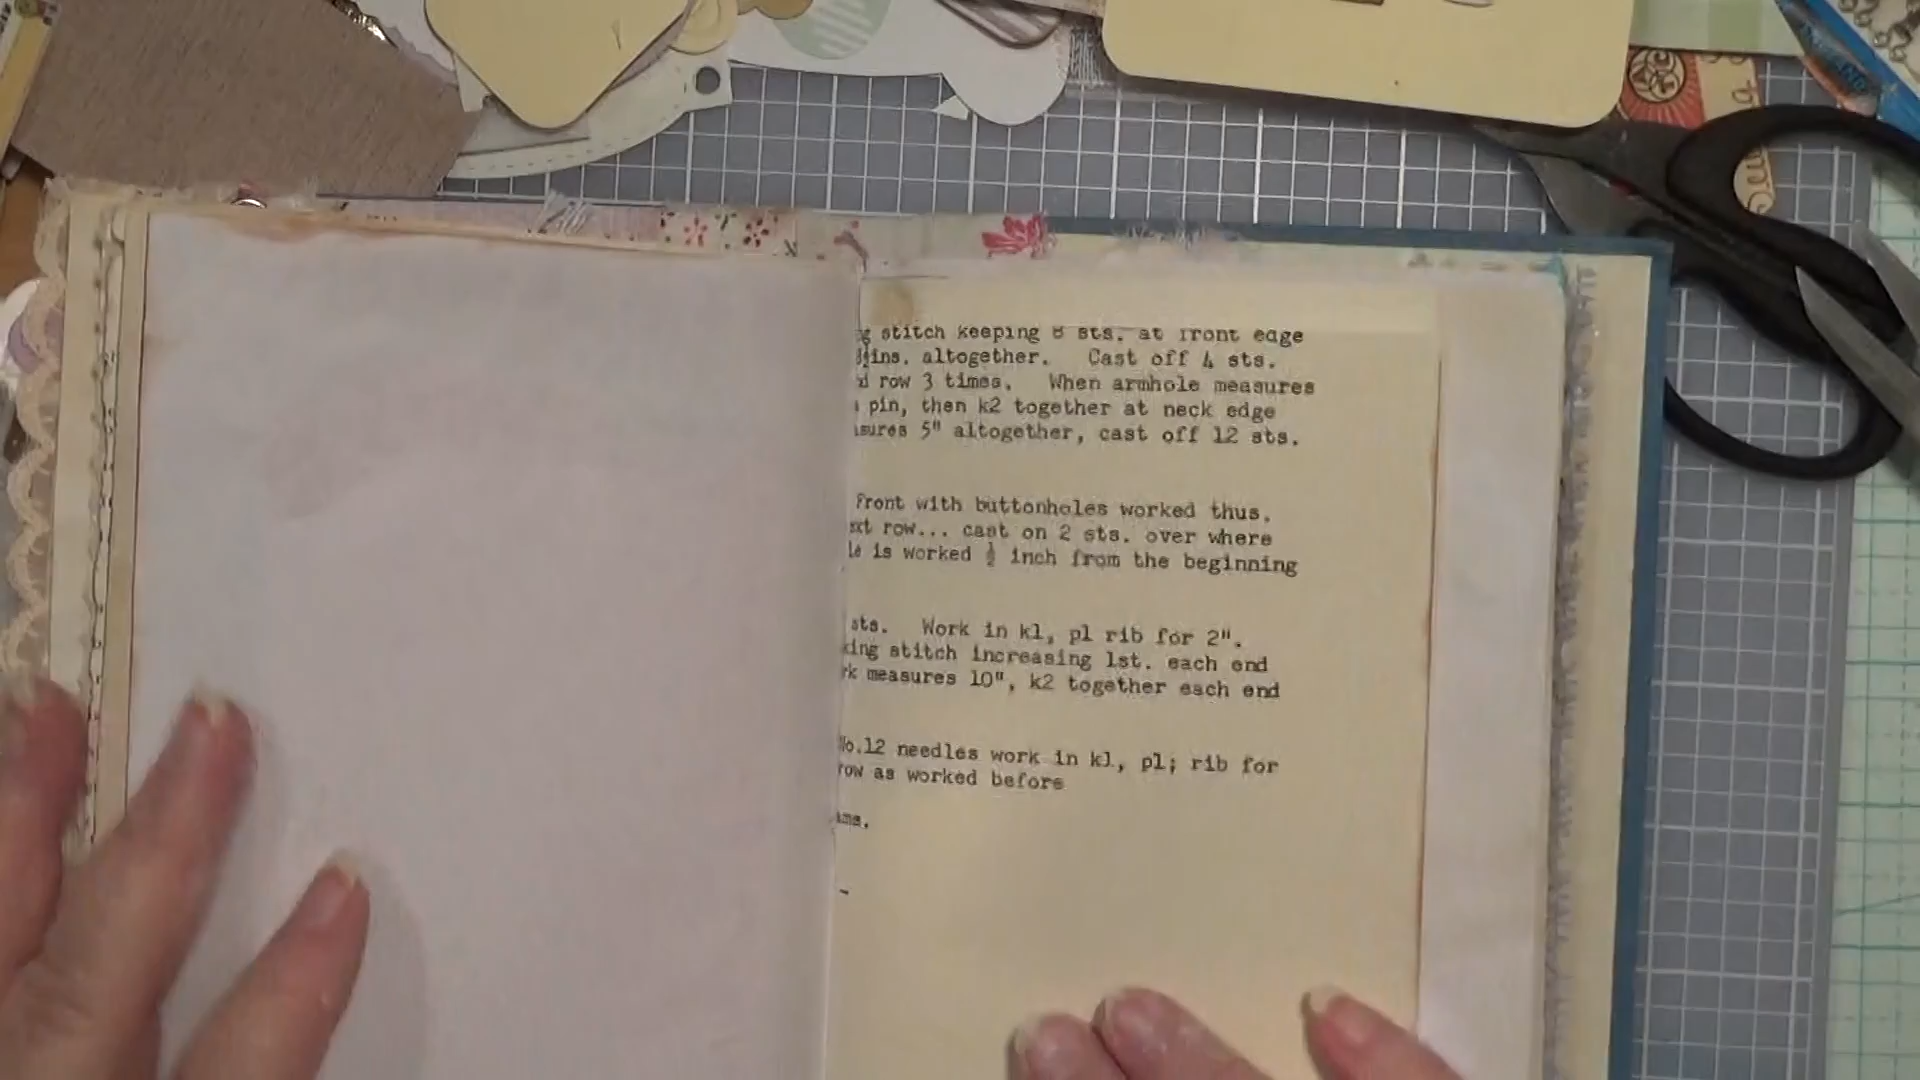 stitch keeping 8 sts. at front edge
ins. altogether. Cast off 4 sts.
row 3 times. When armhole measures
pin, then k2 together at neck edge
sures 5" altogether, cast off 12 sts.
Front with buttonholes worked thus.
xt row... cast on 2 sts. over where
le is worked ½ inch from the beginning
sts. Work in k1, p1 rib for 2".
king stitch increasing 1st. each end
rk measures 10", k2 together each end
No.12 needles work in k1, p1; rib for
row as worked before
ams.
-